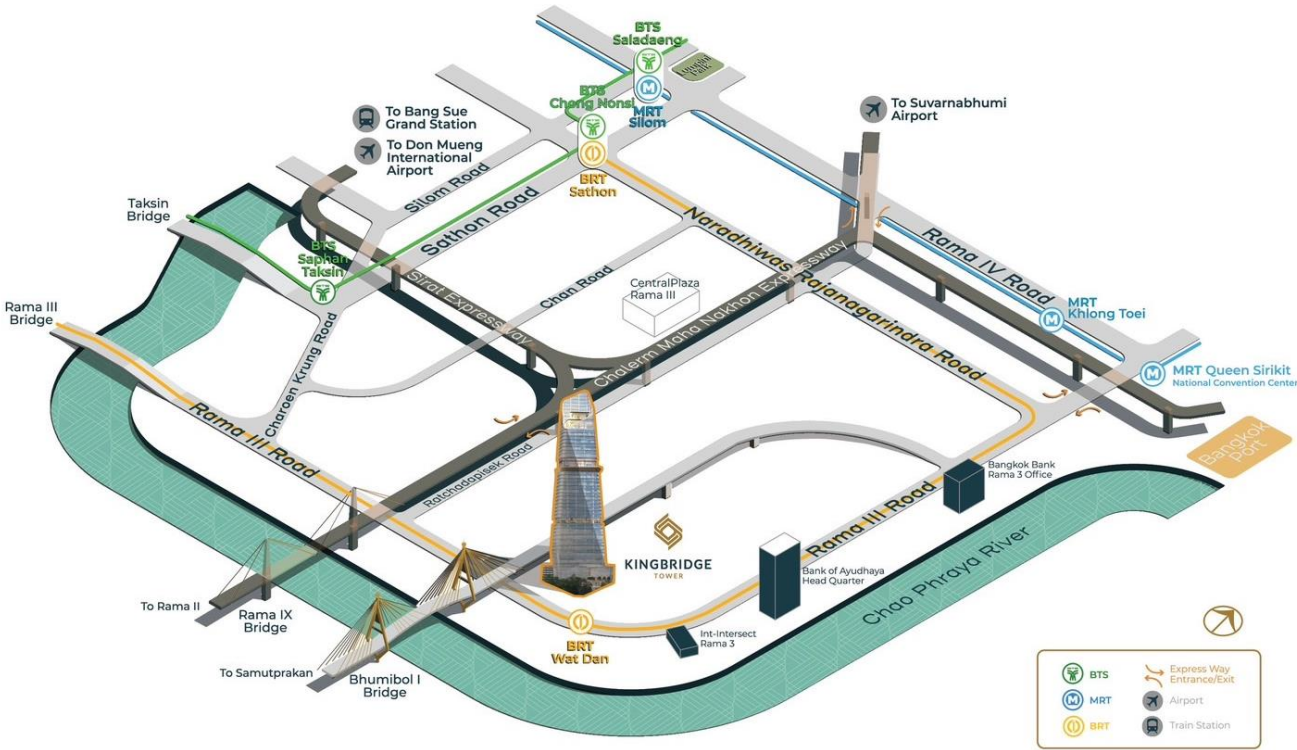 BTS
Saladaeng
Lumphini
Park
BTS
Chong Nonsi
MRT
Silom
To Bang Sue
Grand Station
To Don Mueng
International
Airport
To Suvarnabhumi
Airport
BRT
Sathon
Silom Road
Sathon Road
Taksin
Bridge
BTS
Saphan
Taksin
Naradhiwas Rajanagarindra Road
Rama IV Road
Sirat Expressway
Chan Road
CentralPlaza
Rama III
Chalerm Maha Nakhon Expressway
MRT
Khlong Toei
Rama III
Bridge
Charoen Krung Road
MRT Queen Sirikit
National Convention Center
Rama III Road
Ratchadapisek Road
Bangkok
Port
Bangkok Bank
Rama 3 Office
Rama III Road
KINGBRIDGE
TOWER
Bank of Ayudhaya
Head Quarter
Chao Phraya River
To Rama II
Rama IX
Bridge
BRT
Wat Dan
Int-Intersect
Rama 3
To Samutprakan
Bhumibol I
Bridge
BTS
Express Way
Entrance/Exit
MRT
Airport
BRT
Train Station